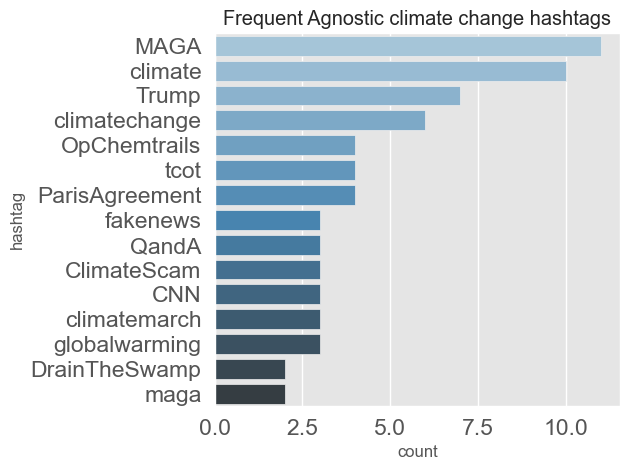 Frequent Agnostic climate change hashtags
MAGA
climate
Trump
climatechange
OpChemtrails
tcot
ParisAgreement
fakenews
QandA
ClimateScam
CNN
climatemarch
globalwarming
DrainTheSwamp
maga
hashtag
0.0 2.5 5.0 7.5 10.0
count